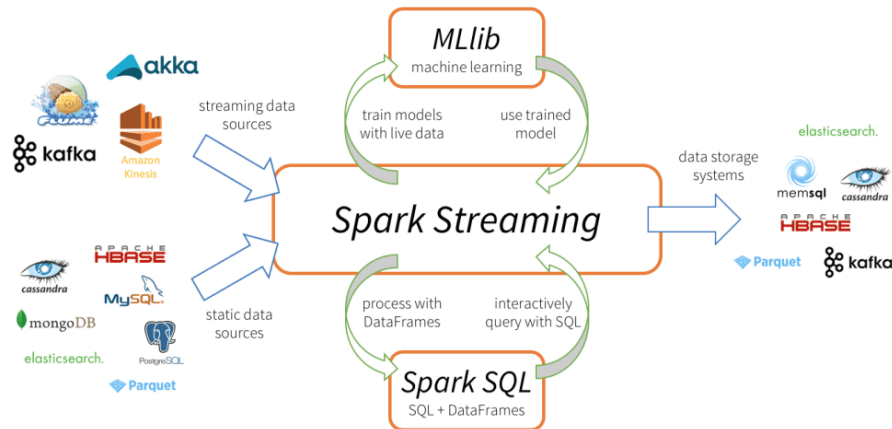 MLlib
machine learning
akka
FLUME
kafka
Amazon
Kinesis
streaming data
sources
train models
with live data
use trained
model
Spark Streaming
data storage
systems
elasticsearch.
memsql
cassandra
APACHE
HBASE
Parquet
kafka
APACHE
HBASE
cassandra
MySQL®
mongoDB
PostgreSQL
elasticsearch.
Parquet
static data
sources
process with
DataFrames
interactively
query with SQL
Spark SQL
SQL + DataFrames